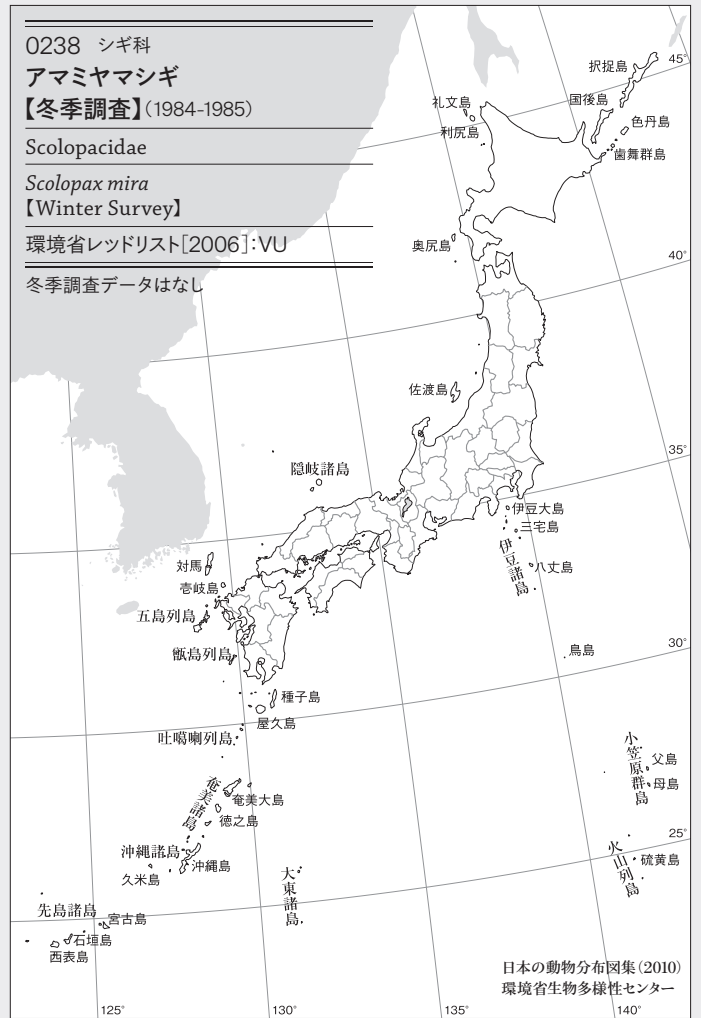 0238 シギ科
アマミヤマシギ
【冬季調査】(1984-1985)
Scolopacidae
Scolopax mira
【Winter Survey】
環境省レッドリスト[2006]:VU
冬季調査データはなし
択捉島
45°
礼文島
国後島
利尻島
色丹島
歯舞群島
奥尻島
40°
佐渡島
35°
隠岐諸島
伊豆大島
三宅島
伊豆諸島
対馬
八丈島
壱岐島
五島列島
甑島列島
鳥島
30°
種子島
屋久島
吐噶喇列島
小笠原群島
父島
母島
奄美諸島
奄美大島
徳之島
25°
沖縄諸島
沖縄島
久米島
火山列島
硫黄島
大東諸島
先島諸島
宮古島
石垣島
西表島
日本の動物分布図集(2010)
環境省生物多様性センター
125°
130°
135°
140°